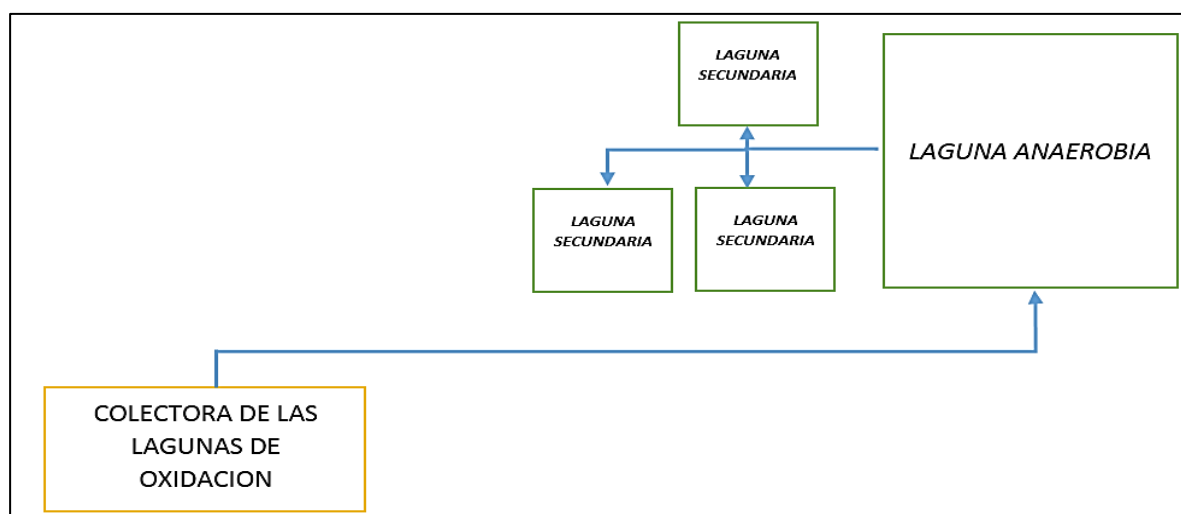 LAGUNA
SECUNDARIA
LAGUNA ANAEROBIA
LAGUNA
SECUNDARIA
LAGUNA
SECUNDARIA
COLECTORA DE LAS
LAGUNAS DE
OXIDACION